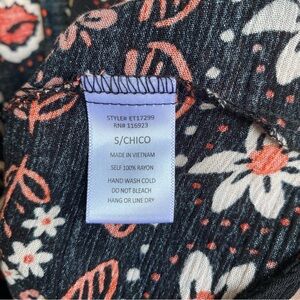 STYLE# ET17299
RN# 116923
S/CHICO
MADE IN VIETNAM
SELF 100% RAYON
HAND WASH COLD
DO NOT BLEACH
HANG OR LINE DRY